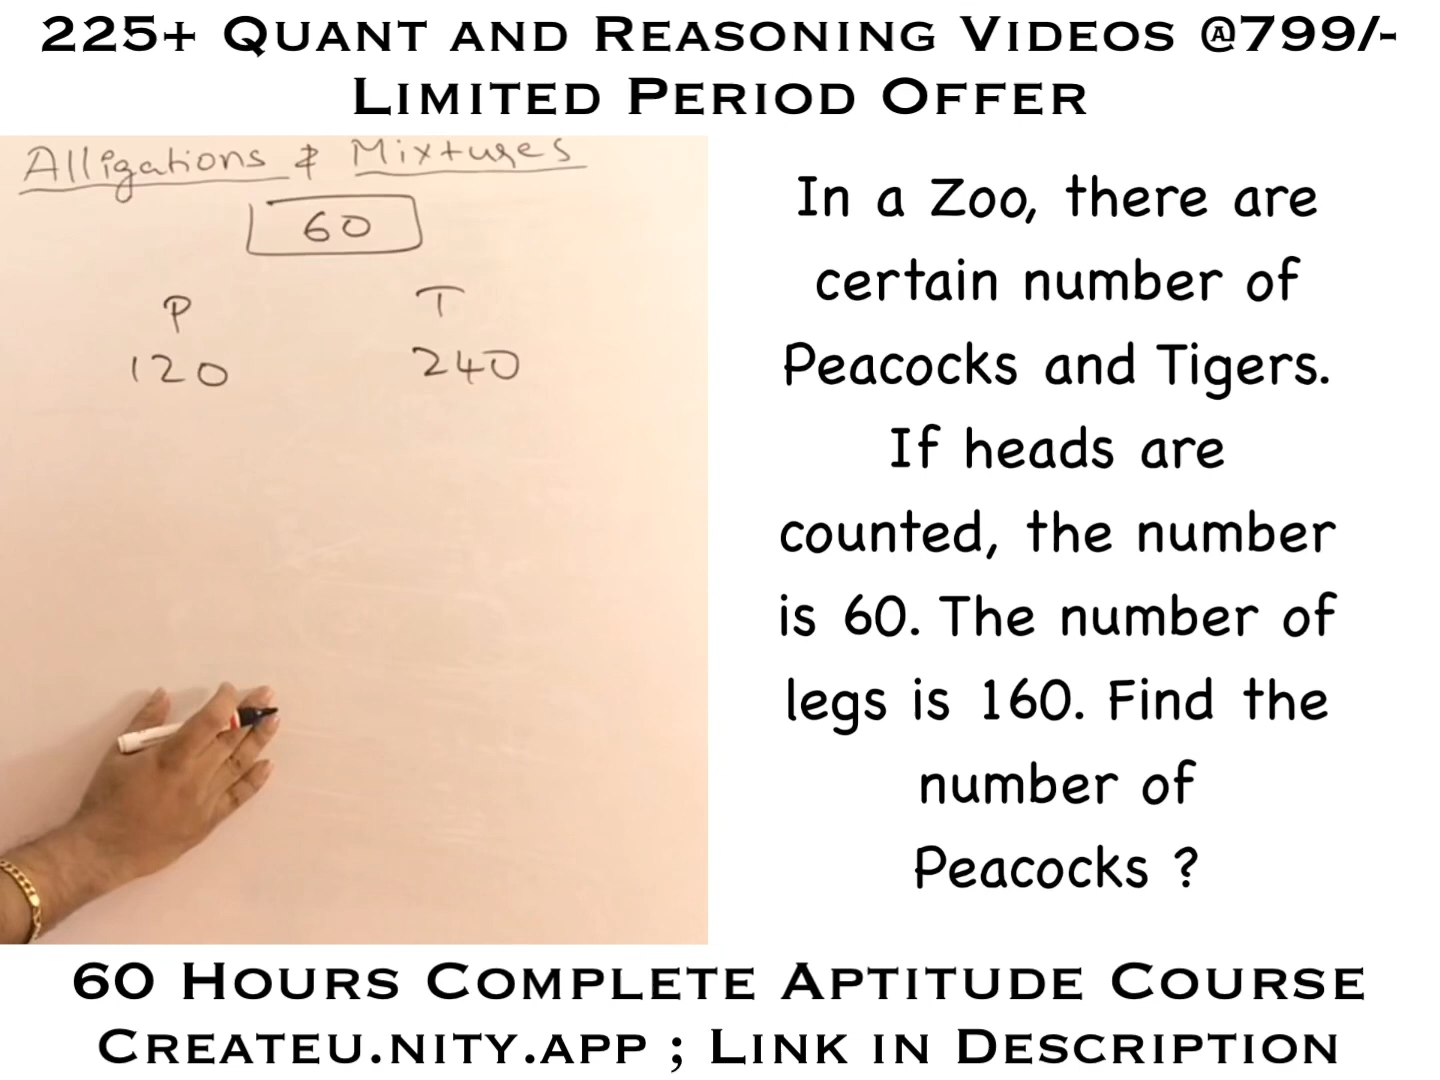 225+ QUANT AND REASONING VIDEOS @799/-
LIMITED PERIOD OFFER
Alligations & Mixtures
60
P T
120 240
In a Zoo, there are
certain number of
Peacocks and Tigers.
If heads are
counted, the number
is 60. The number of
legs is 160. Find the
number of
Peacocks ?
60 HOURS COMPLETE APTITUDE COURSE
CREATEU.NITY.APP ; LINK IN DESCRIPTION